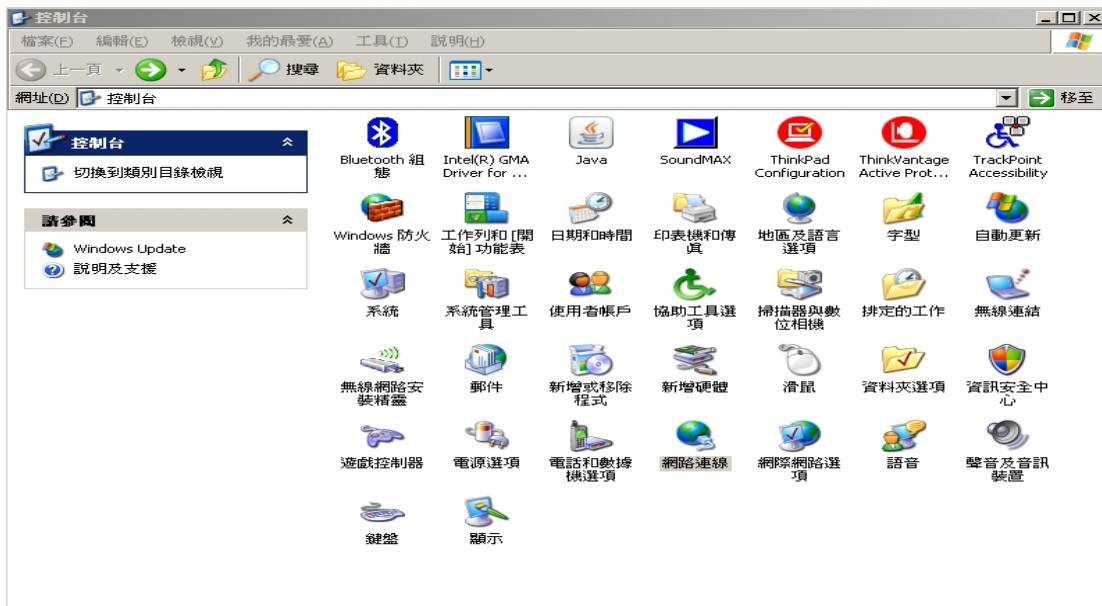 控制台
檔案(F) 編輯(E) 檢視(V) 我的最愛(A) 工具(T) 說明(H)
上一頁 搜尋 資料夾
網址(D) 控制台 移至
控制台
切換到類別目錄檢視
請參閱
Windows Update
說明及支援
Bluetooth 組
態
Intel(R) GMA
Driver for ...
Java
SoundMAX
ThinkPad
Configuration
ThinkVantage
Active Prot...
TrackPoint
Accessibility
Windows 防火
牆
工作列和 [開
始] 功能表
日期和時間
印表機和傳
真
地區及語言
選項
字型
自動更新
系統
系統管理工
具
使用者帳戶
協助工具選
項
掃描器與數
位相機
排定的工作
無線連結
無線網路安
裝精靈
郵件
新增或移除
程式
新增硬體
滑鼠
資料夾選項
資訊安全中
心
遊戲控制器
電源選項
電話和數據
機選項
網路連線
網際網路選
項
語音
聲音及音訊
裝置
鍵盤
顯示